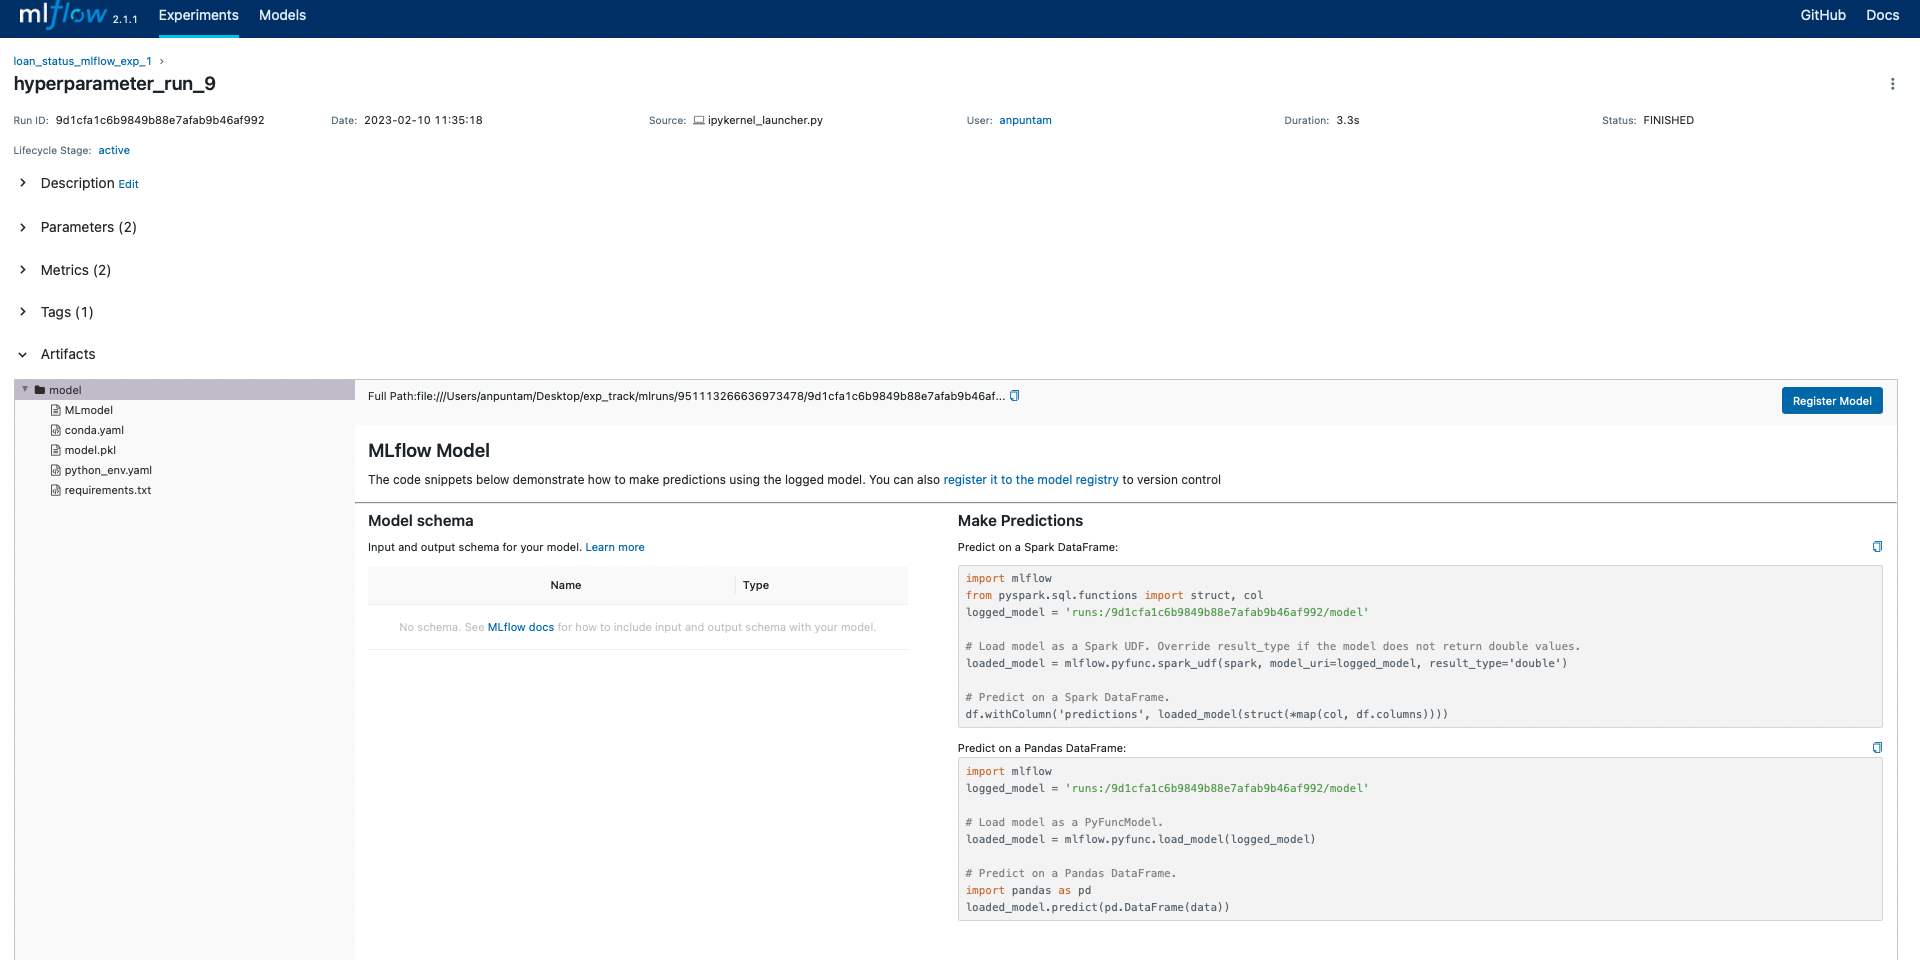 mlflow 2.1.1 Experiments Models GitHub Docs
loan_status_mlflow_exp_1 ›
hyperparameter_run_9
Run ID: 9d1cfa1c6b9849b88e7afab9b46af992 Date: 2023-02-10 11:35:18 Source: ipykernel_launcher.py User: anpuntam Duration: 3.3s Status: FINISHED
Lifecycle Stage: active
Description Edit
Parameters (2)
Metrics (2)
Tags (1)
Artifacts
model
MLmodel
conda.yaml
model.pkl
python_env.yaml
requirements.txt
Full Path:file:///Users/anpuntam/Desktop/exp_track/mlruns/951113266636973478/9d1cfa1c6b9849b88e7afab9b46af...
Register Model
MLflow Model
The code snippets below demonstrate how to make predictions using the logged model. You can also register it to the model registry to version control
Model schema
Input and output schema for your model. Learn more
Name Type
No schema. See MLflow docs for how to include input and output schema with your model.
Make Predictions
Predict on a Spark DataFrame:
import mlflow
from pyspark.sql.functions import struct, col
logged_model = 'runs:/9d1cfa1c6b9849b88e7afab9b46af992/model'
# Load model as a Spark UDF. Override result_type if the model does not return double values.
loaded_model = mlflow.pyfunc.spark_udf(spark, model_uri=logged_model, result_type='double')
# Predict on a Spark DataFrame.
df.withColumn('predictions', loaded_model(struct(*map(col, df.columns))))
Predict on a Pandas DataFrame:
import mlflow
logged_model = 'runs:/9d1cfa1c6b9849b88e7afab9b46af992/model'
# Load model as a PyFuncModel.
loaded_model = mlflow.pyfunc.load_model(logged_model)
# Predict on a Pandas DataFrame.
import pandas as pd
loaded_model.predict(pd.DataFrame(data))